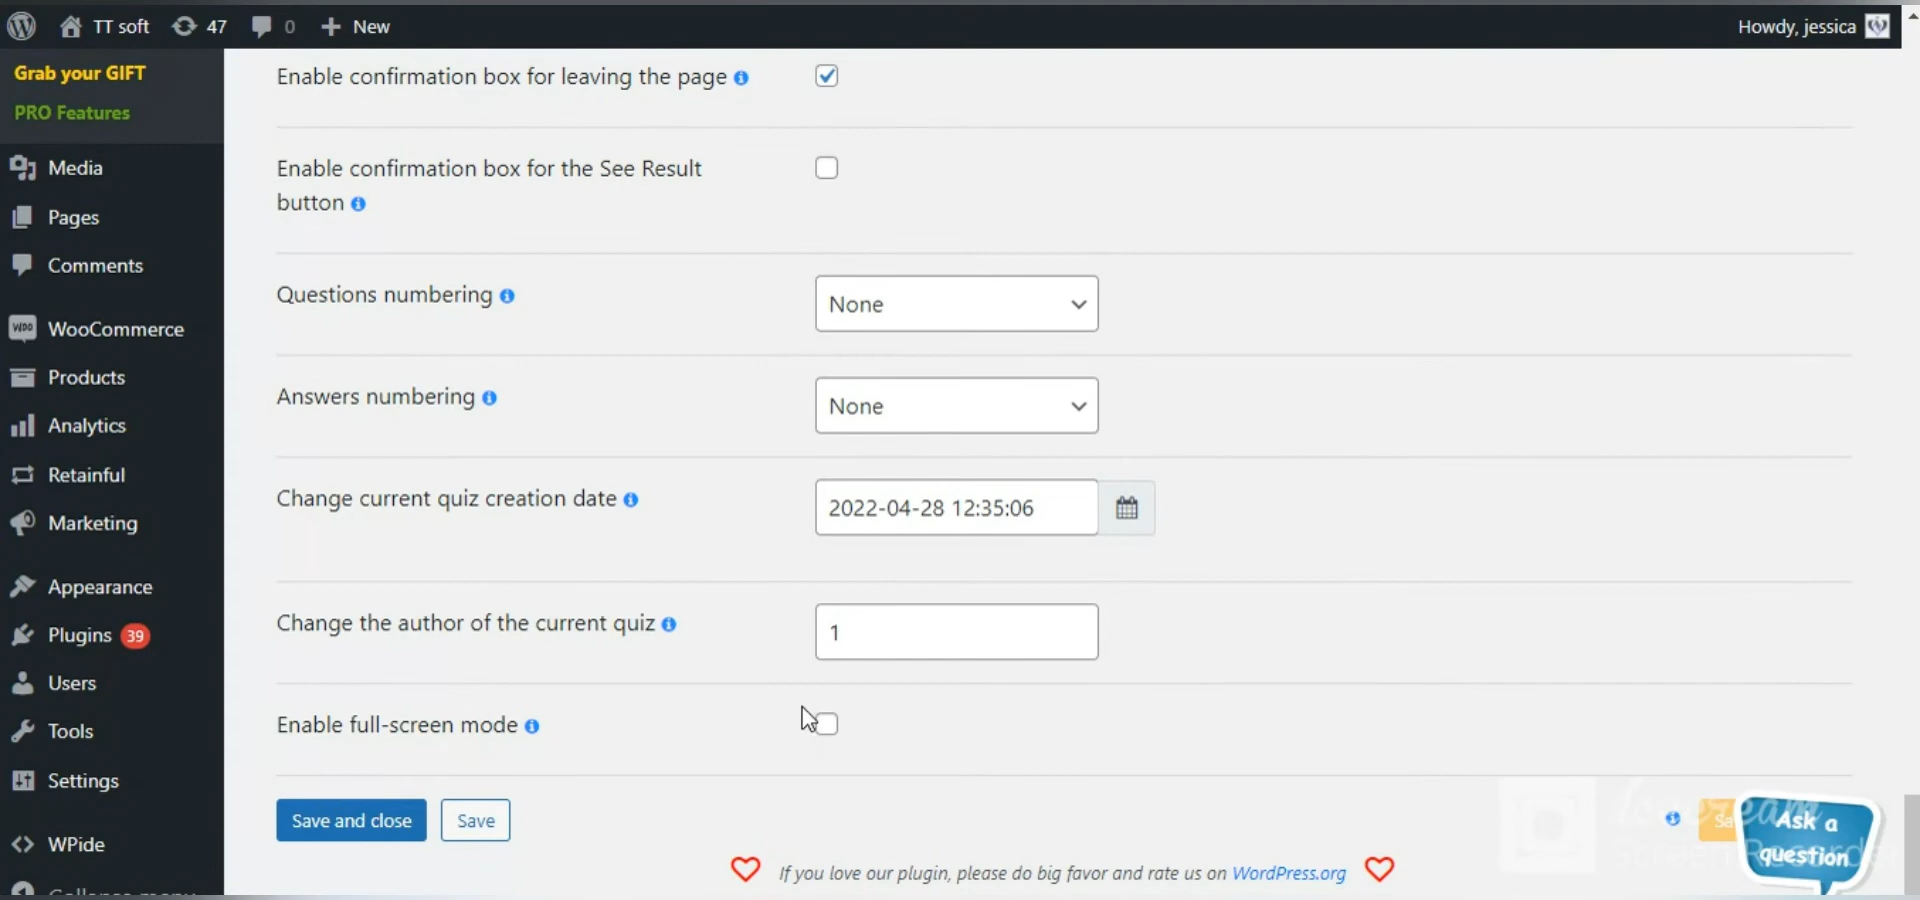 TT soft 47 0 New Howdy, jessica
Grab your GIFT
PRO Features
Media
Pages
Comments
WooCommerce
Products
Analytics
Retainful
Marketing
Appearance
Plugins 39
Users
Tools
Settings
WPide
Collapse menu
Enable confirmation box for leaving the page
Enable confirmation box for the See Result
button
Questions numbering None
Answers numbering None
Change current quiz creation date 2022-04-28 12:35:06
Change the author of the current quiz 1
Enable full-screen mode
Save and close Save
Ask a
question
If you love our plugin, please do big favor and rate us on WordPress.org